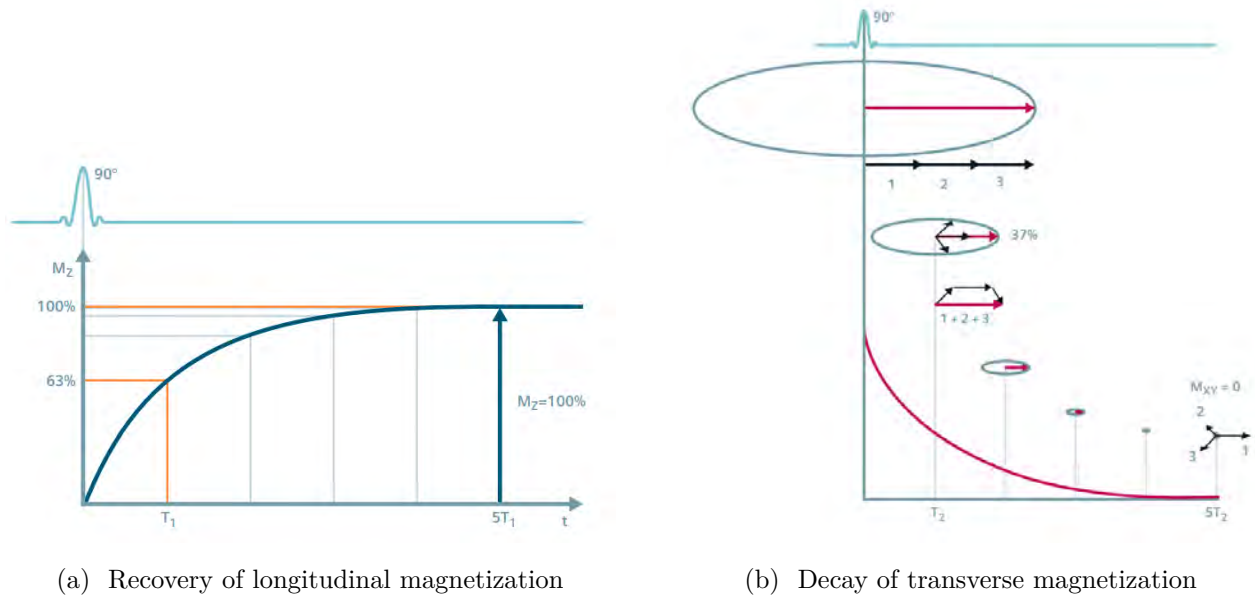 90°
M_Z
100%
63%
M_Z=100%
T_1
5T_1
t
(a) Recovery of longitudinal magnetization
90°
1 2 3
37%
1 + 2 + 3
M_XY = 0
2
1
3
T_2
5T_2
(b) Decay of transverse magnetization